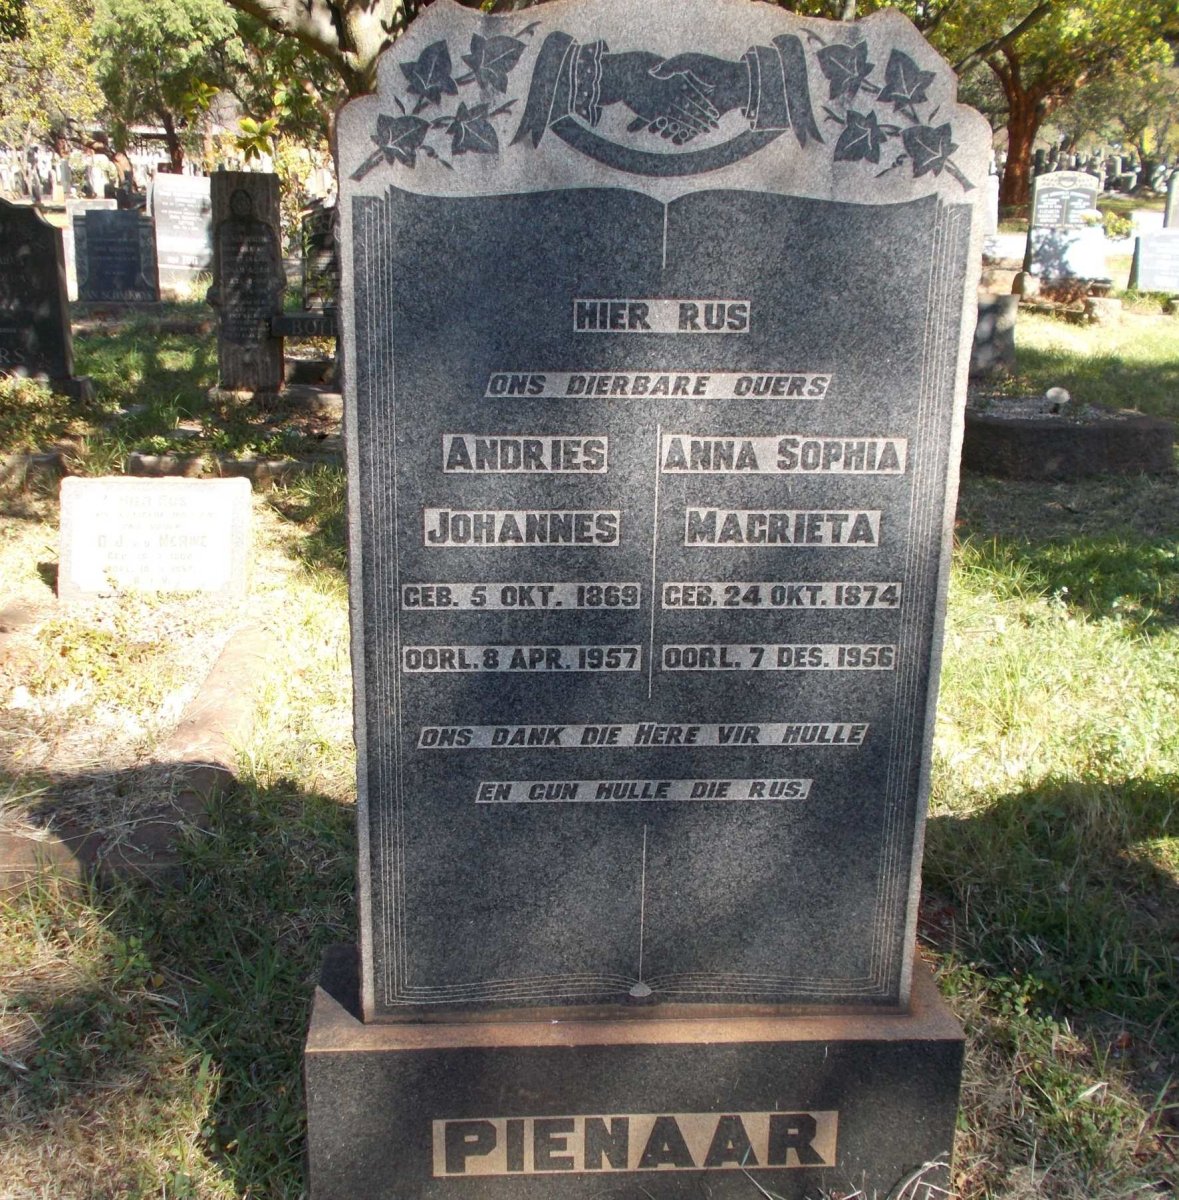 HIER RUS
ONS DIERBARE OUERS
ANDRIES
JOHANNES
GEB. 5 OKT. 1869
OORL. 8 APR. 1957
ANNA SOPHIA
MAGRIETA
GEB. 24 OKT. 1874
OORL. 7 DES. 1956
ONS DANK DIE HERE VIR HULLE
EN GUN HULLE DIE RUS.
PIENAAR